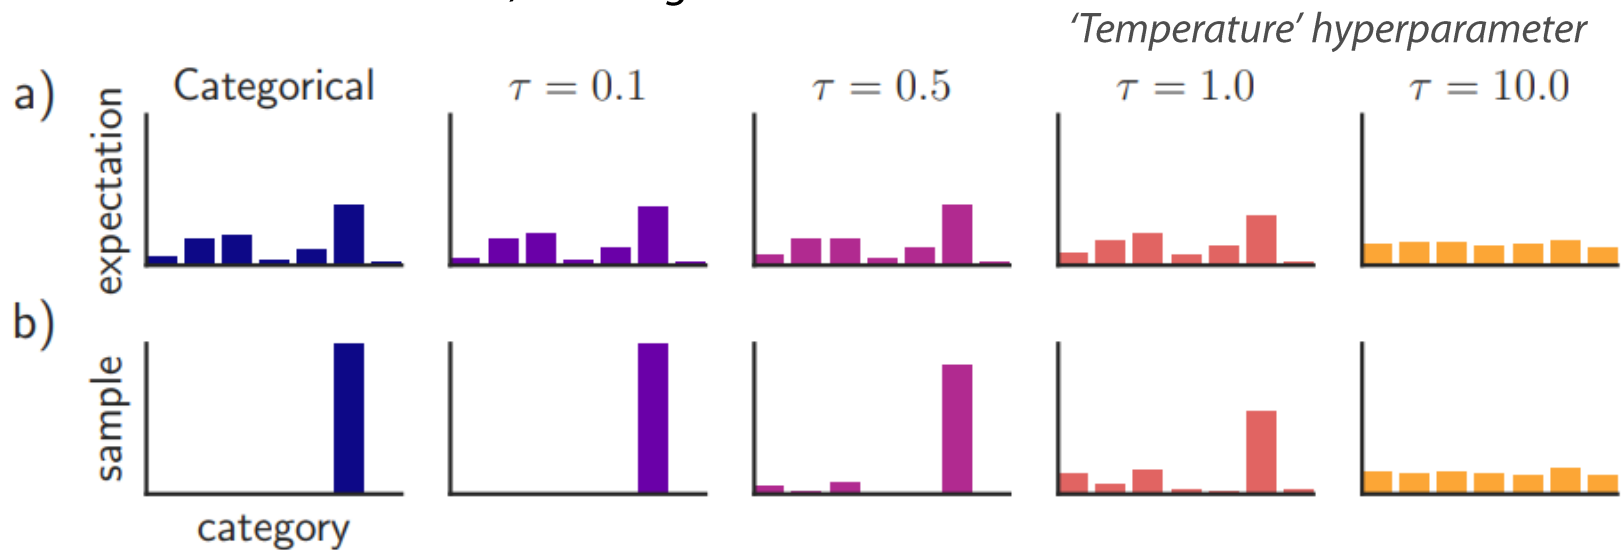 'Temperature' hyperparameter
a)
Categorical
τ = 0.1
τ = 0.5
τ = 1.0
τ = 10.0
expectation
b)
sample
category